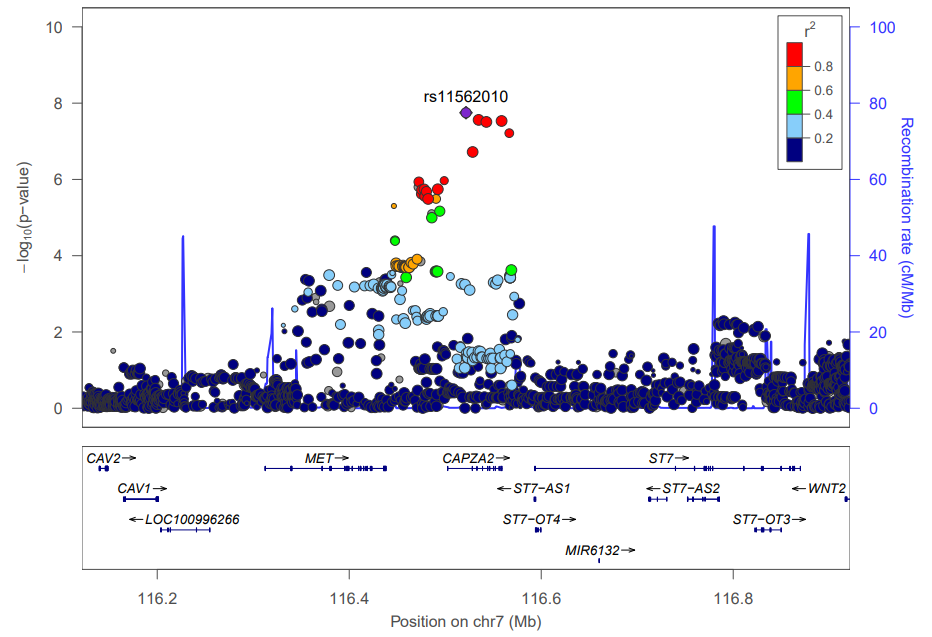 10
8
6
4
2
0
−log10(p−value)
rs11562010
r2
0.8
0.6
0.4
0.2
100
80
60
40
20
0
Recombination rate (cM/Mb)
CAV2→ MET→ CAPZA2→ ST7→
CAV1→ ←ST7−AS1 ←ST7−AS2 ←WNT2
←LOC100996266 ST7−OT4→ ST7−OT3→
MIR6132→
116.2 116.4 116.6 116.8
Position on chr7 (Mb)